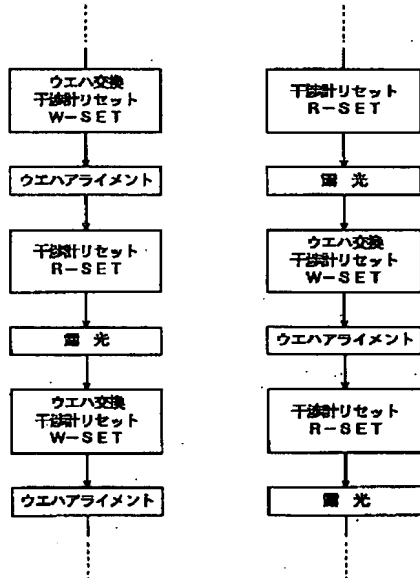 ウエハ交換
干渉計リセット
W-SET
ウエハアライメント
干渉計リセット
R-SET
露 光
ウエハ交換
干渉計リセット
W-SET
ウエハアライメント
干渉計リセット
R-SET
露 光
ウエハ交換
干渉計リセット
W-SET
ウエハアライメント
干渉計リセット
R-SET
露 光